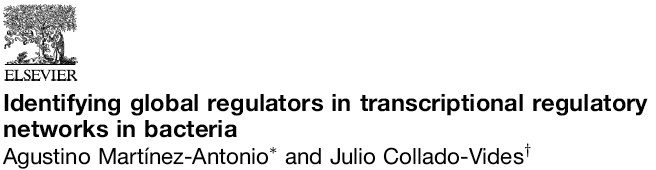 ELSEVIER
Identifying global regulators in transcriptional regulatory
networks in bacteria
Agustino Martínez-Antonio* and Julio Collado-Vides†